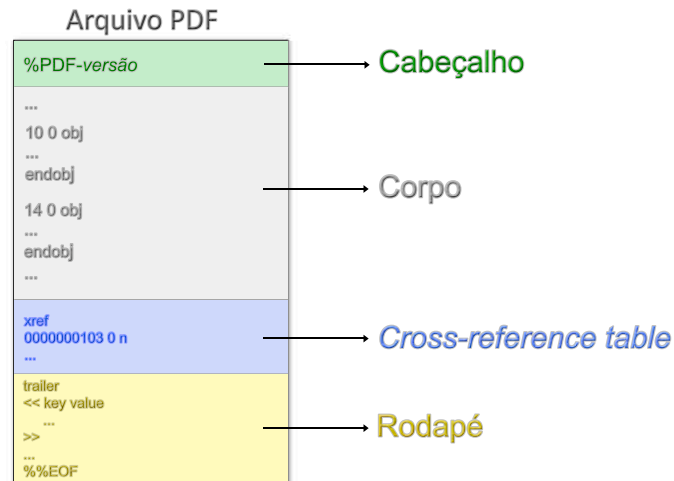 Arquivo PDF
%PDF-versão
Cabeçalho
...
10 0 obj
...
endobj
14 0 obj
...
endobj
...
Corpo
xref
0000000103 0 n
...
Cross-reference table
trailer
<< key value
...
>>
...
%%EOF
Rodapé